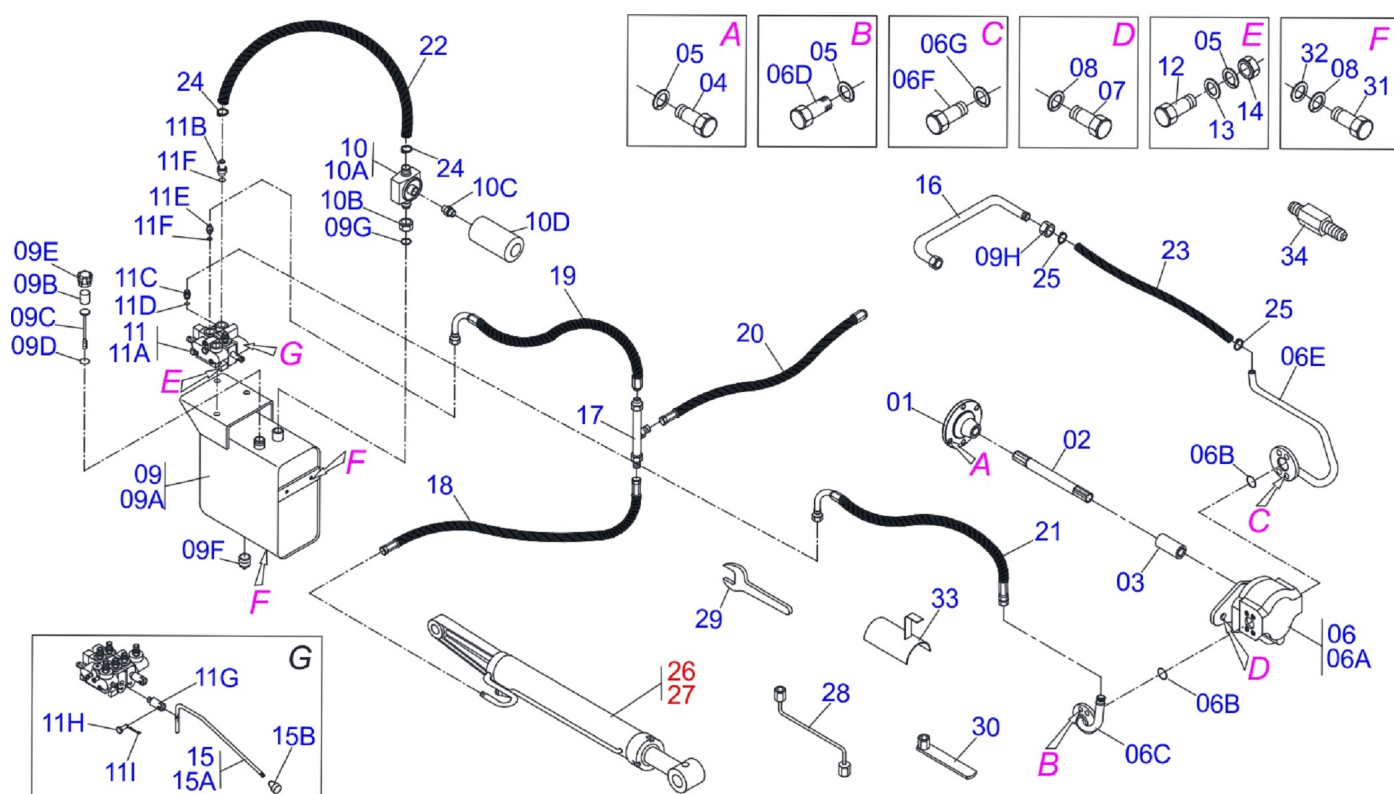 A
05
04
B
05
06D
C
06G
06F
D
08
07
E
05
12
13
14
F
32
08
31
22
24
11B
11F
11E
11F
10
10A
24
10C
10B
10D
09G
09E
09B
09C
09D
11C
11D
11
11A
G
E
19
20
16
09H
25
23
34
25
06E
17
01
02
A
06B
C
09
09A
F
18
21
03
09F
F
29
33
06
06A
D
06B
G
11G
11H
11I
15
15A
15B
26
27
28
30
B
06C